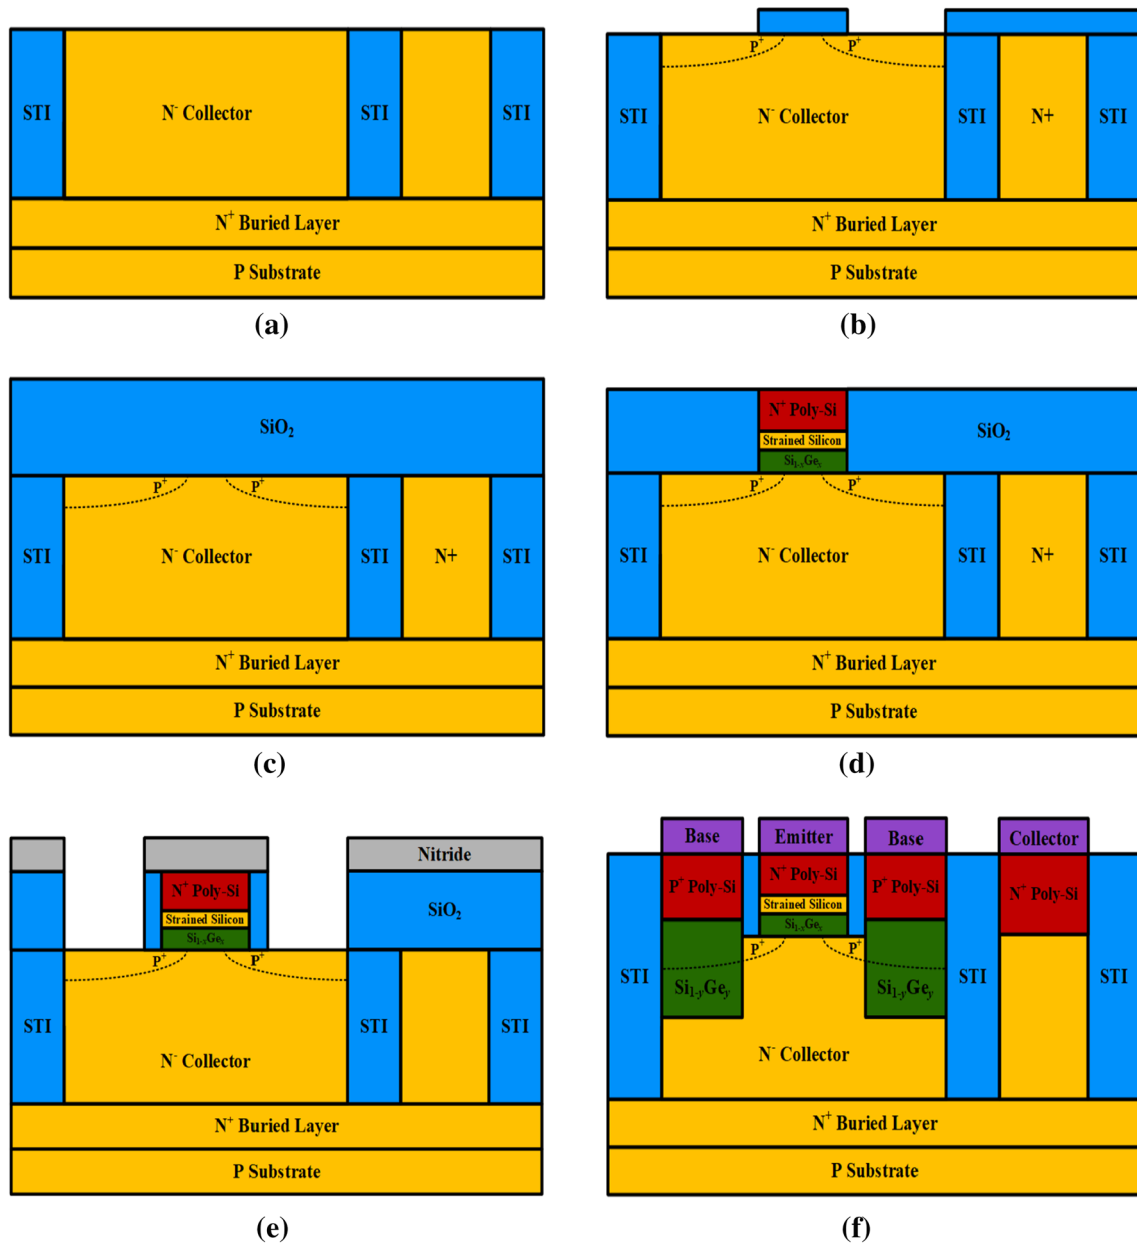 STI N⁻ Collector STI STI
N⁺ Buried Layer
P Substrate
(a)
P⁺ P⁺
STI N⁻ Collector STI N+ STI
N⁺ Buried Layer
P Substrate
(b)
SiO₂
P⁺ P⁺
STI N⁻ Collector STI N+ STI
N⁺ Buried Layer
P Substrate
(c)
N⁺ Poly-Si
Strained Silicon SiO₂
Si₁₋ₓGeₓ
P⁺ P⁺
STI N⁻ Collector STI N+ STI
N⁺ Buried Layer
P Substrate
(d)
Nitride
N⁺ Poly-Si
Strained Silicon SiO₂
Si₁₋ₓGeₓ
P⁺ P⁺
STI STI STI
N⁻ Collector
N⁺ Buried Layer
P Substrate
(e)
Base Emitter Base Collector
P⁺ Poly-Si N⁺ Poly-Si P⁺ Poly-Si N⁺ Poly-Si
Strained Silicon
Si₁₋ₓGeₓ
P⁺ P⁺
STI Si1-yGey Si1-yGey STI STI
N⁻ Collector
N⁺ Buried Layer
P Substrate
(f)